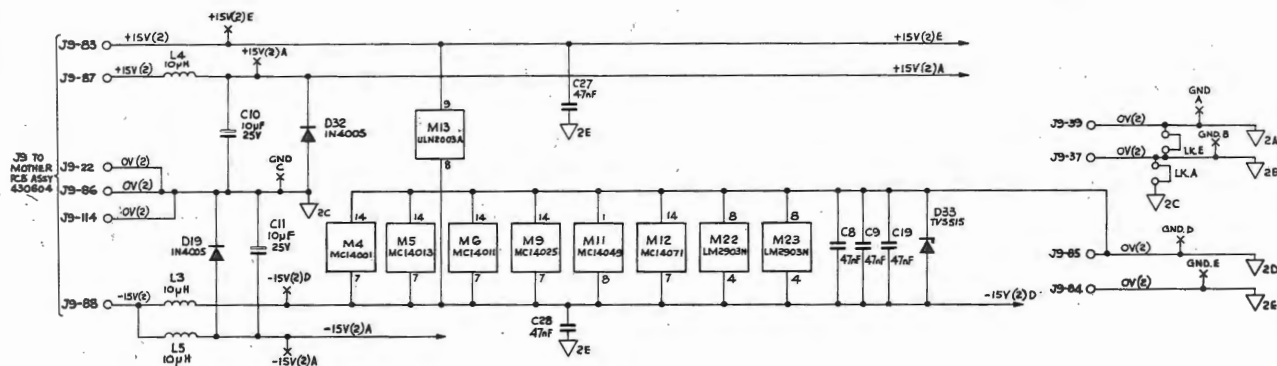 +15V(2)E
J9-83 +15V(2) +15V(2)E
+15V(2)A
L4
10µH
J9-87 +15V(2) +15V(2)A
C27
47nF
2E
C10
10µF
25V
D32
1N4005
9
M13
ULN2003A
8
GND
A
J9-39 0V(2) 2A
GND.B
LK.E
J9-37 0V(2) 2B
LK.A
2C
J9 TO
MOTHER
PCB ASSY
430604
J9-22 0V(2)
GND
C
J9-86 0V(2)
2C
J9-114 0V(2)
D19
1N4005
C11
10µF
25V
14 14 14 14 1 14 8 8
M4
MC14001
M5
MC14013
M6
MC14011
M9
MC14025
M11
MC14049
M12
MC14071
M22
LM2903N
M23
LM2903N
7 7 7 7 8 7 4 4
C8
47nF
C9
47nF
C19
47nF
D33
TVS515
GND.D
J9-85 0V(2) 2D
GND.E
J9-84 0V(2) 2E
L3
10µH
-15V(2)D
J9-88 -15V(2) -15V(2)D
C28
47nF
2E
L5
10µH
-15V(2)A
-15V(2)A